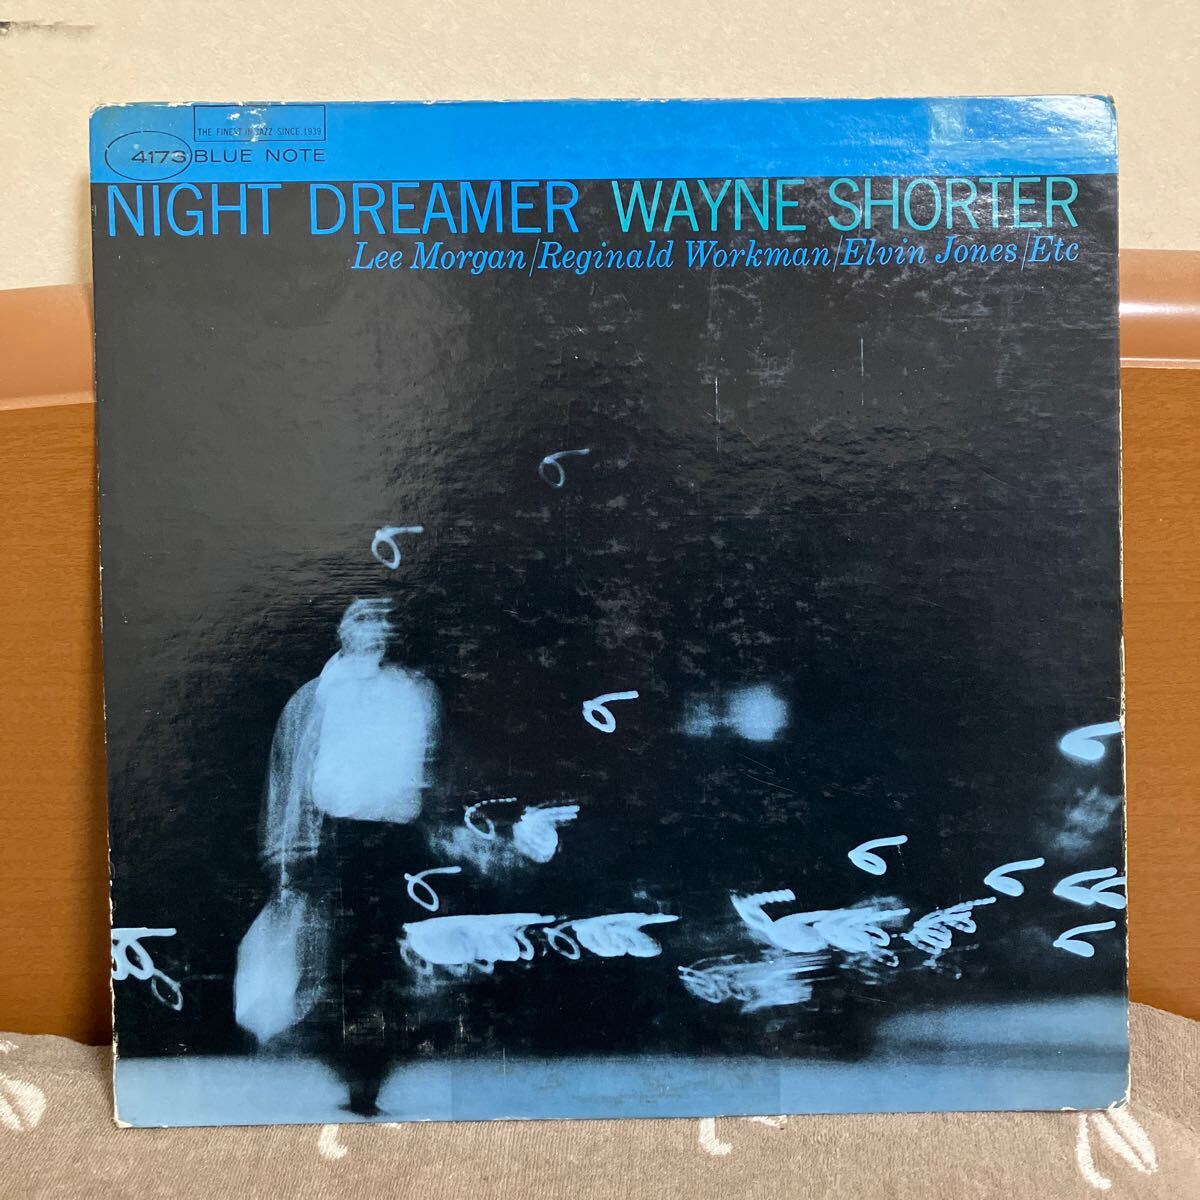 THE FINEST IN JAZZ SINCE 1939
4173 BLUE NOTE
NIGHT DREAMER WAYNE SHORTER
Lee Morgan/Reginald Workman/Elvin Jones/Etc